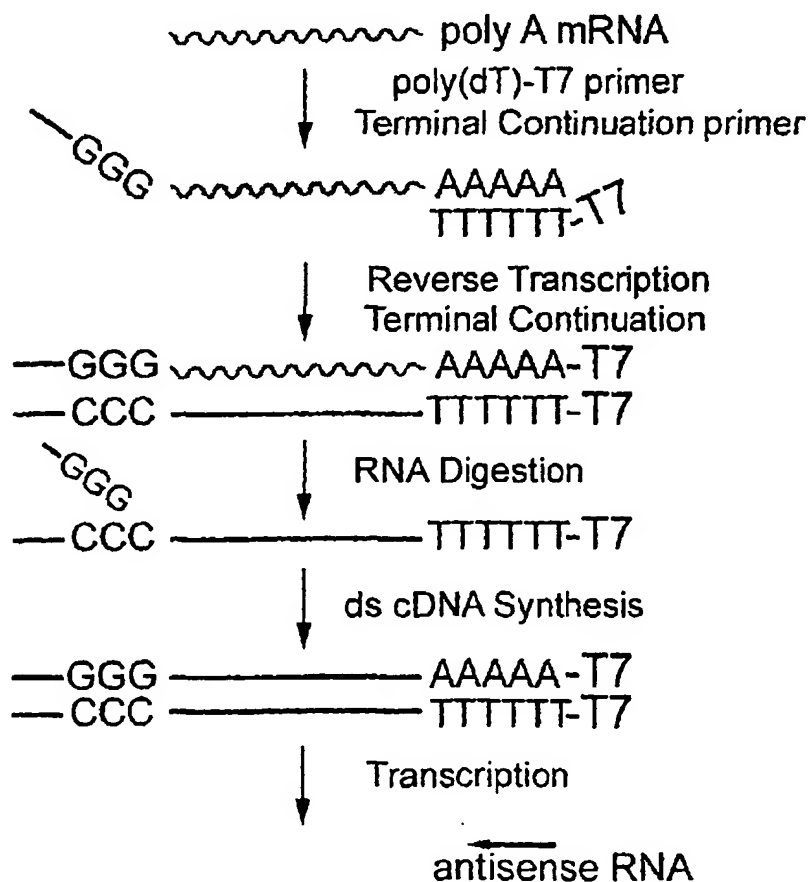 poly A mRNA
poly(dT)-T7 primer
Terminal Continuation primer
GGG
AAAAA
TTTTTT-T7
Reverse Transcription
Terminal Continuation
GGG AAAAA-T7
CCC TTTTTT-T7
GGG
RNA Digestion
CCC TTTTTT-T7
ds cDNA Synthesis
GGG AAAAA-T7
CCC TTTTTT-T7
Transcription
antisense RNA